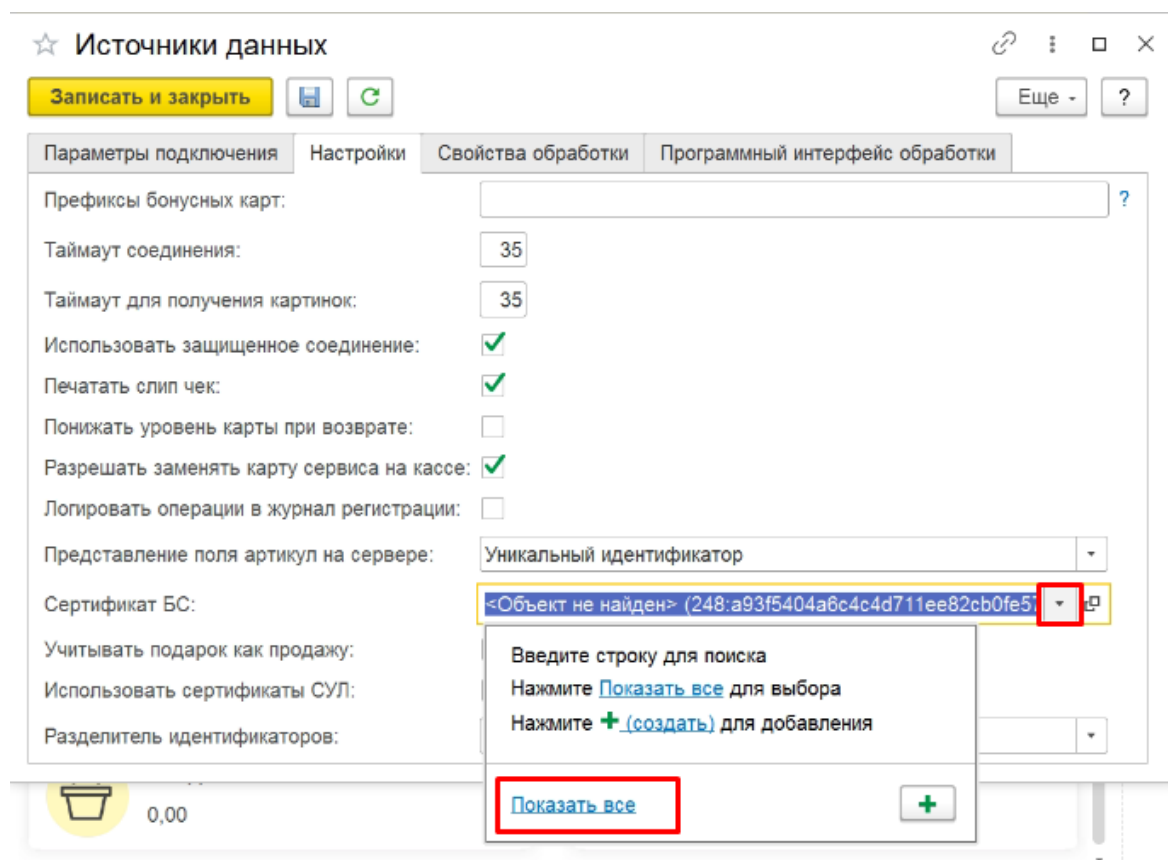 Источники данных
Записать и закрыть
Еще
?
Параметры подключения
Настройки
Свойства обработки
Программный интерфейс обработки
Префиксы бонусных карт:
?
Таймаут соединения: 35
Таймаут для получения картинок: 35
Использовать защищенное соединение:
Печатать слип чек:
Понижать уровень карты при возврате:
Разрешать заменять карту сервиса на кассе:
Логировать операции в журнал регистрации:
Представление поля артикул на сервере: Уникальный идентификатор
Сертификат БС: <Объект не найден> (248:a93f5404a6c4c4d711ee82cb0fe57
Учитывать подарок как продажу:
Введите строку для поиска
Использовать сертификаты СУЛ:
Нажмите Показать все для выбора
Нажмите + (создать) для добавления
Разделитель идентификаторов:
Показать все
+
0,00